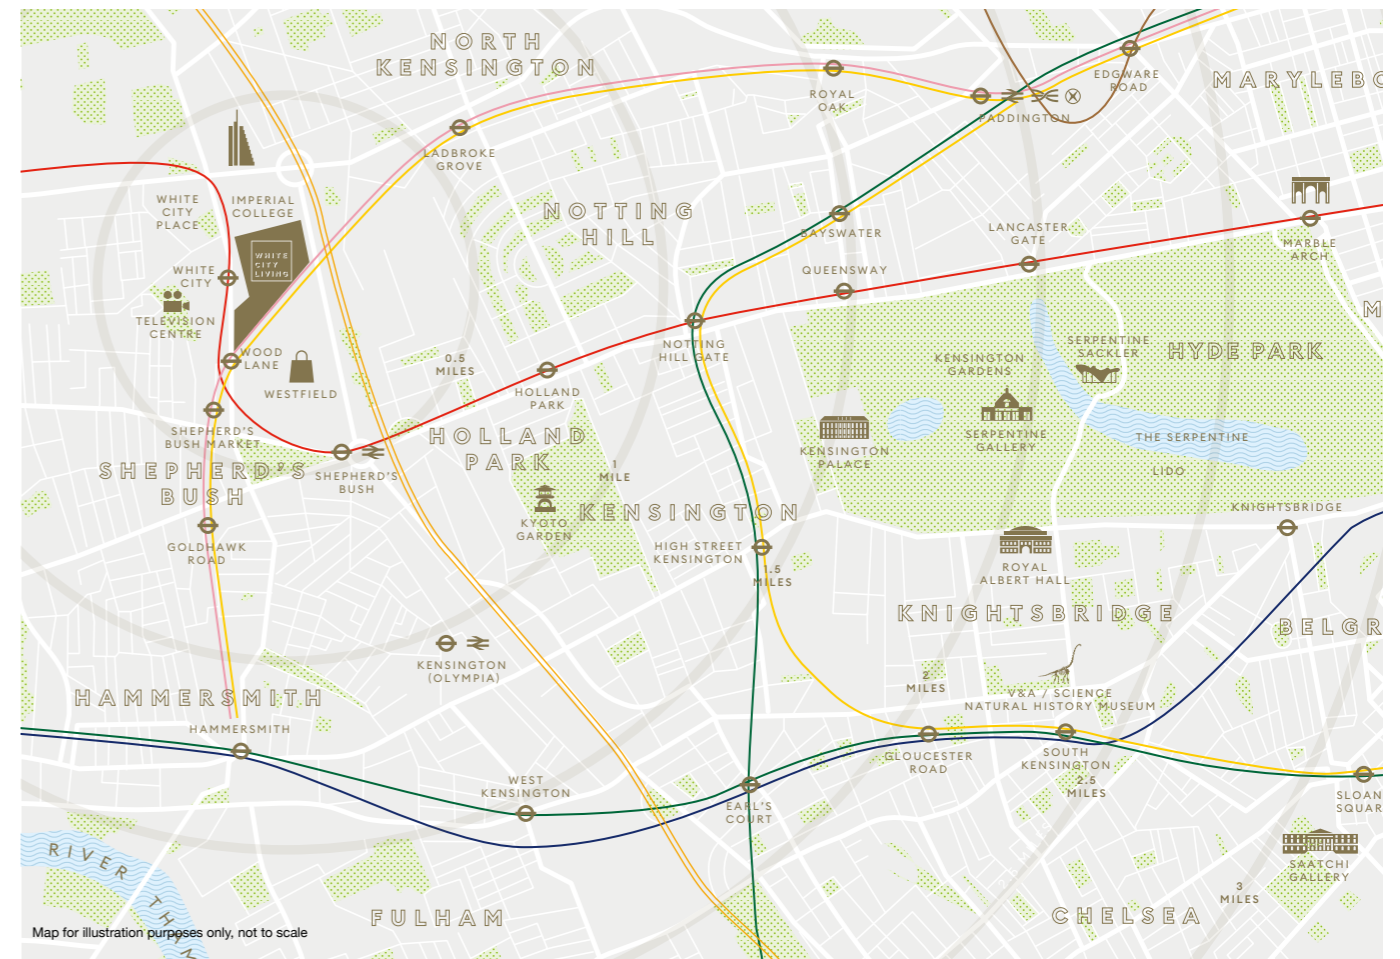 NORTH
KENSINGTON
ROYAL
OAK
EDGWARE
ROAD
PADDINGTON
LADBROKE
GROVE
WHITE
CITY
PLACE
IMPERIAL
COLLEGE
WHITE
CITY
LIVING
WHITE
CITY
TELEVISION
CENTRE
WOOD
LANE
WESTFIELD
NOTTING
HILL
BAYSWATER
QUEENSWAY
LANCASTER
GATE
MARBLE
ARCH
NOTTING
HILL GATE
0.5
MILES
HOLLAND
PARK
SHEPHERD'S
BUSH MARKET
SHEPHERD'S
BUSH
SHEPHERD'S
BUSH
HOLLAND
PARK
1
MILE
KYOTO
GARDEN
KENSINGTON
KENSINGTON
GARDENS
SERPENTINE
SACKLER
HYDE PARK
KENSINGTON
PALACE
SERPENTINE
GALLERY
THE SERPENTINE
LIDO
KNIGHTSBRIDGE
GOLDHAWK
ROAD
HIGH STREET
KENSINGTON
1.5
MILES
ROYAL
ALBERT HALL
KNIGHTSBRIDGE
BELGR
KENSINGTON
(OLYMPIA)
HAMMERSMITH
HAMMERSMITH
2
MILES
V&A / SCIENCE
NATURAL HISTORY MUSEUM
GLOUCESTER
ROAD
SOUTH
KENSINGTON
2.5
MILES
WEST
KENSINGTON
EARL'S
COURT
SLOAN
SQUAR
SAATCHI
GALLERY
3
MILES
CHELSEA
FULHAM
RIVER THAM
MARYLEBO
M
Map for illustration purposes only, not to scale